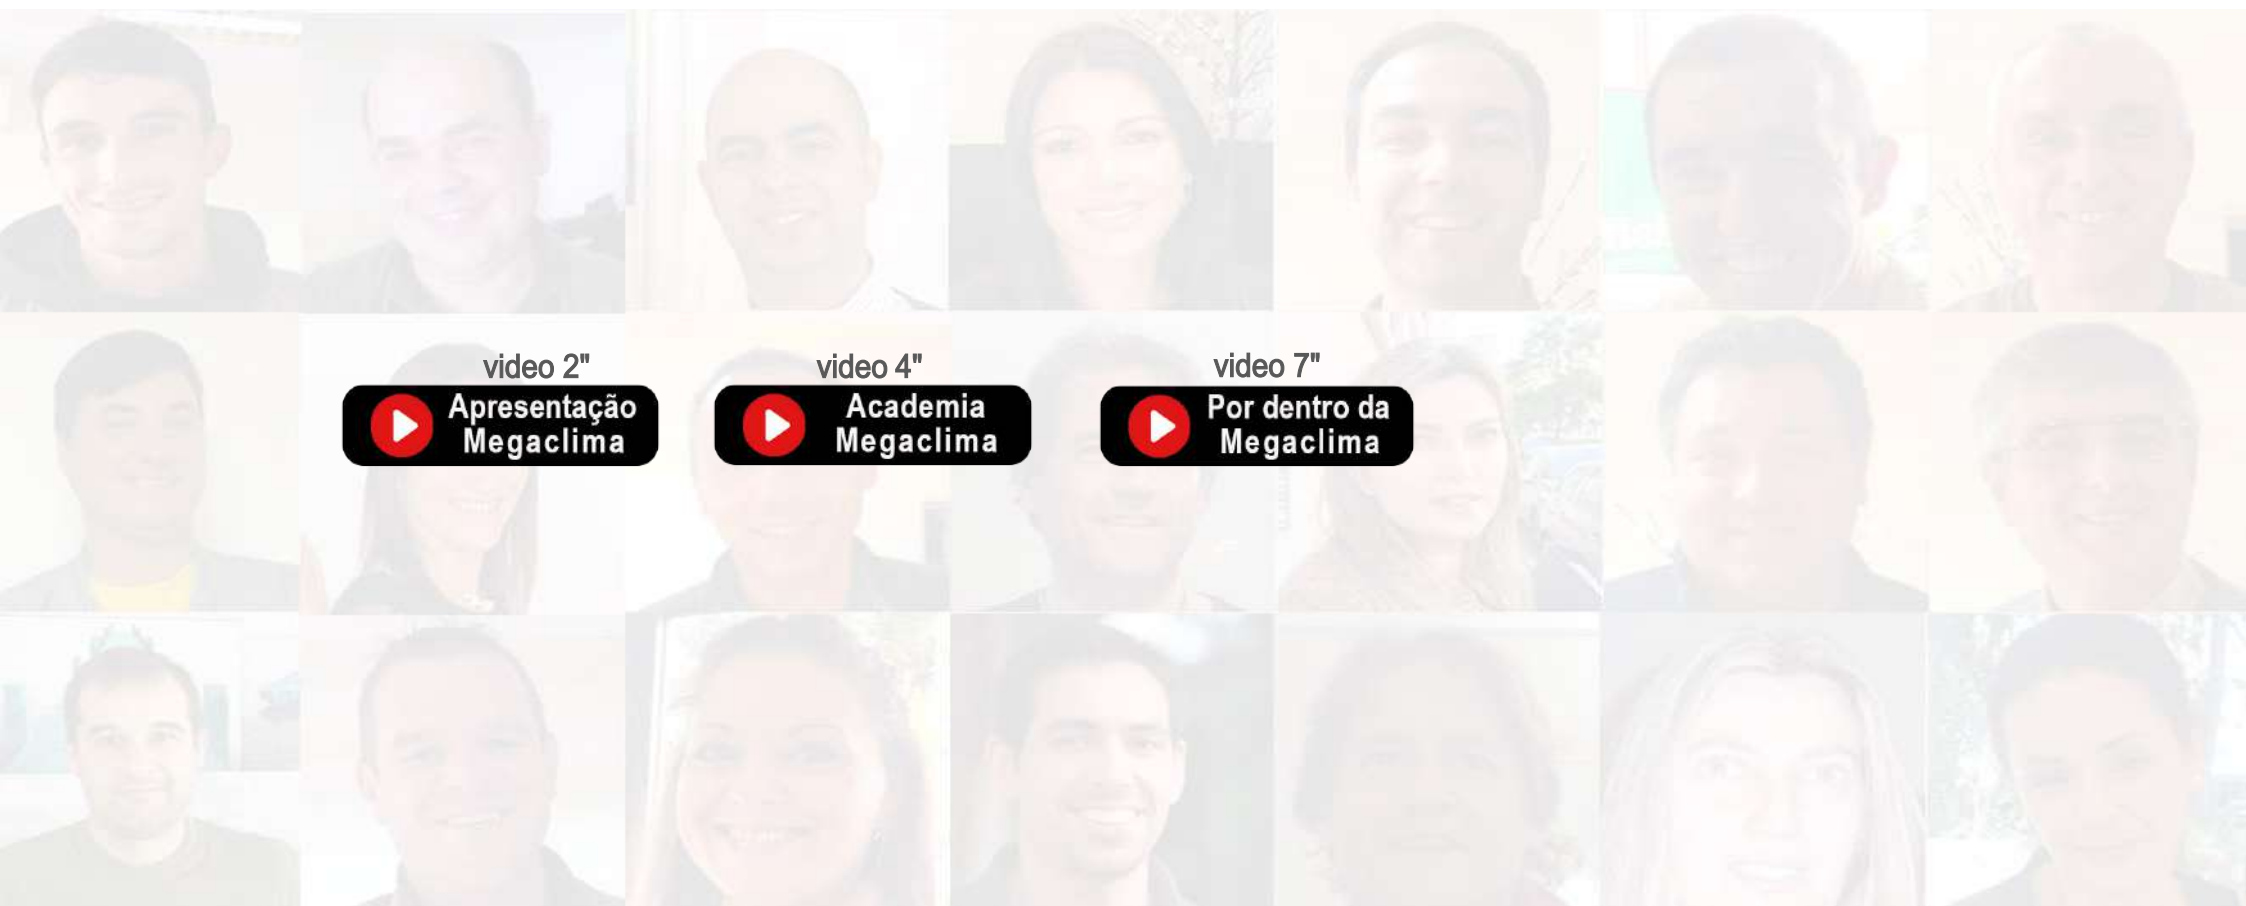 video 2"
Apresentação
Megaclima
video 4"
Academia
Megaclima
video 7"
Por dentro da
Megaclima